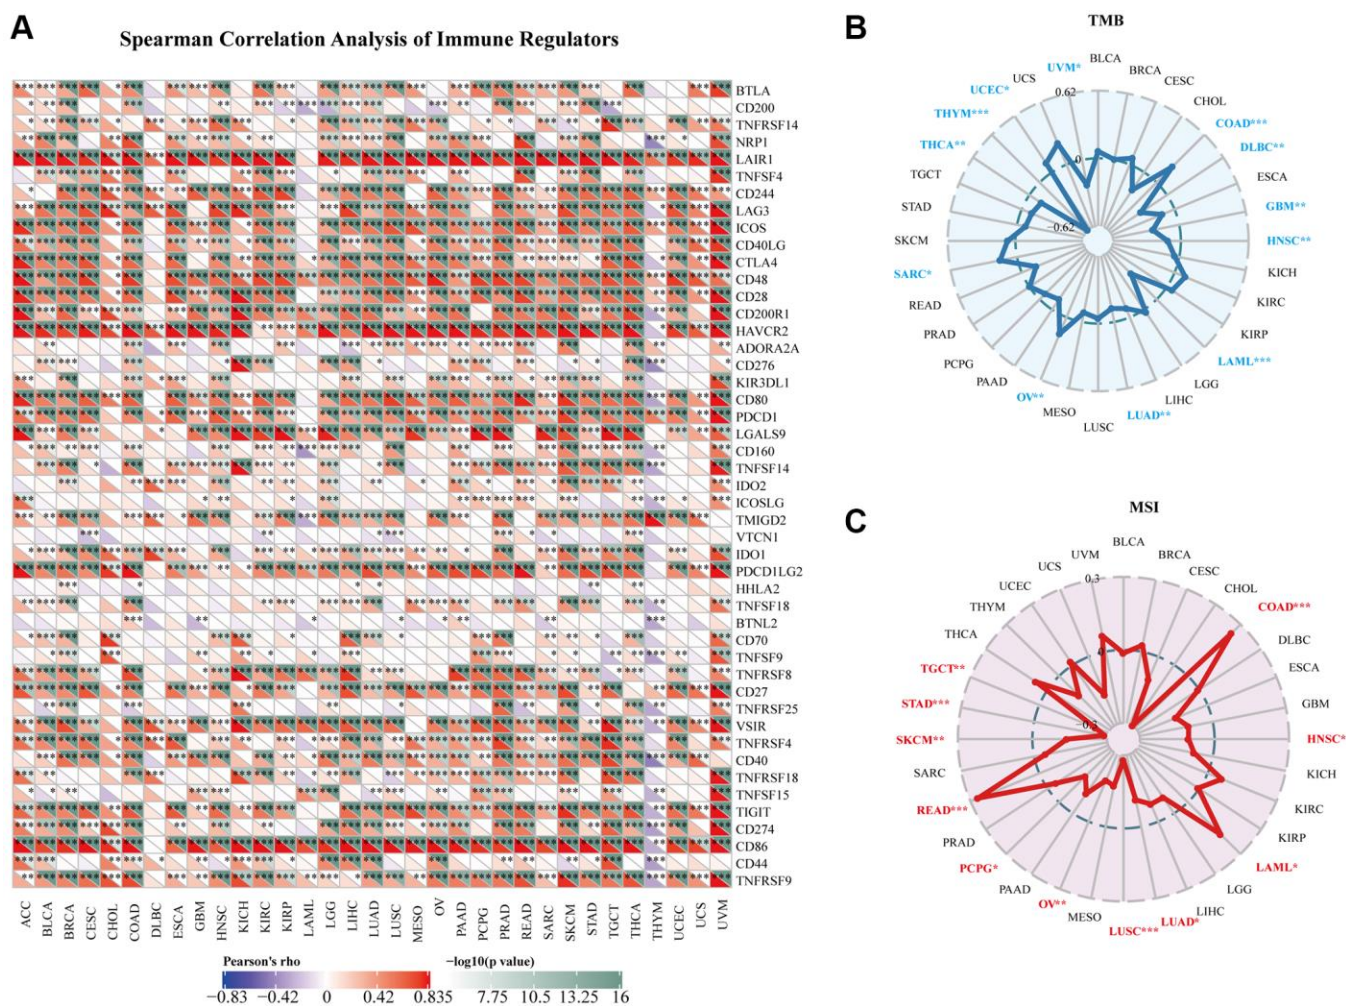 A
Spearman Correlation Analysis of Immune Regulators
BTLA
CD200
TNFRSF14
NRP1
LAIR1
TNFSF4
CD244
LAG3
ICOS
CD40LG
CTLA4
CD48
CD28
CD200R1
HAVCR2
ADORA2A
CD276
KIR3DL1
CD80
PDCD1
LGALS9
CD160
TNFSF14
IDO2
ICOSLG
TMIGD2
VTCN1
IDO1
PDCD1LG2
HHLA2
TNFSF18
BTNL2
CD70
TNFSF9
TNFRSF8
CD27
TNFRSF25
VSIR
TNFRSF4
CD40
TNFRSF18
TNFSF15
TIGIT
CD274
CD86
CD44
TNFRSF9
ACC BLCA BRCA CESC CHOL COAD DLBC ESCA GBM HNSC KICH KIRC KIRP LAML LGG LIHC LUAD LUSC MESO OV PAAD PCPG PRAD READ SARC SKCM STAD TGCT THCA THYM UCEC UCS UVM
Pearson's rho
−0.83 −0.42 0 0.42 0.835
−log10(p value)
7.75 10.5 13.25 16
B
TMB
BLCA
BRCA
CESC
CHOL
COAD***
DLBC**
ESCA
GBM**
HNSC**
KICH
KIRC
KIRP
LAML***
LGG
LIHC
LUAD**
LUSC
MESO
OV**
PAAD
PCPG
PRAD
READ
SARC*
SKCM
STAD
TGCT
THCA**
THYM***
UCEC*
UCS
UVM*
0.62
0
−0.62
C
MSI
BLCA
BRCA
CESC
CHOL
COAD***
DLBC
ESCA
GBM
HNSC*
KICH
KIRC
KIRP
LAML*
LGG
LIHC
LUAD*
LUSC***
MESO
OV**
PAAD
PCPG*
PRAD
READ***
SARC
SKCM**
STAD***
TGCT**
THCA
THYM
UCEC
UCS
UVM
0.3
0
−0.3